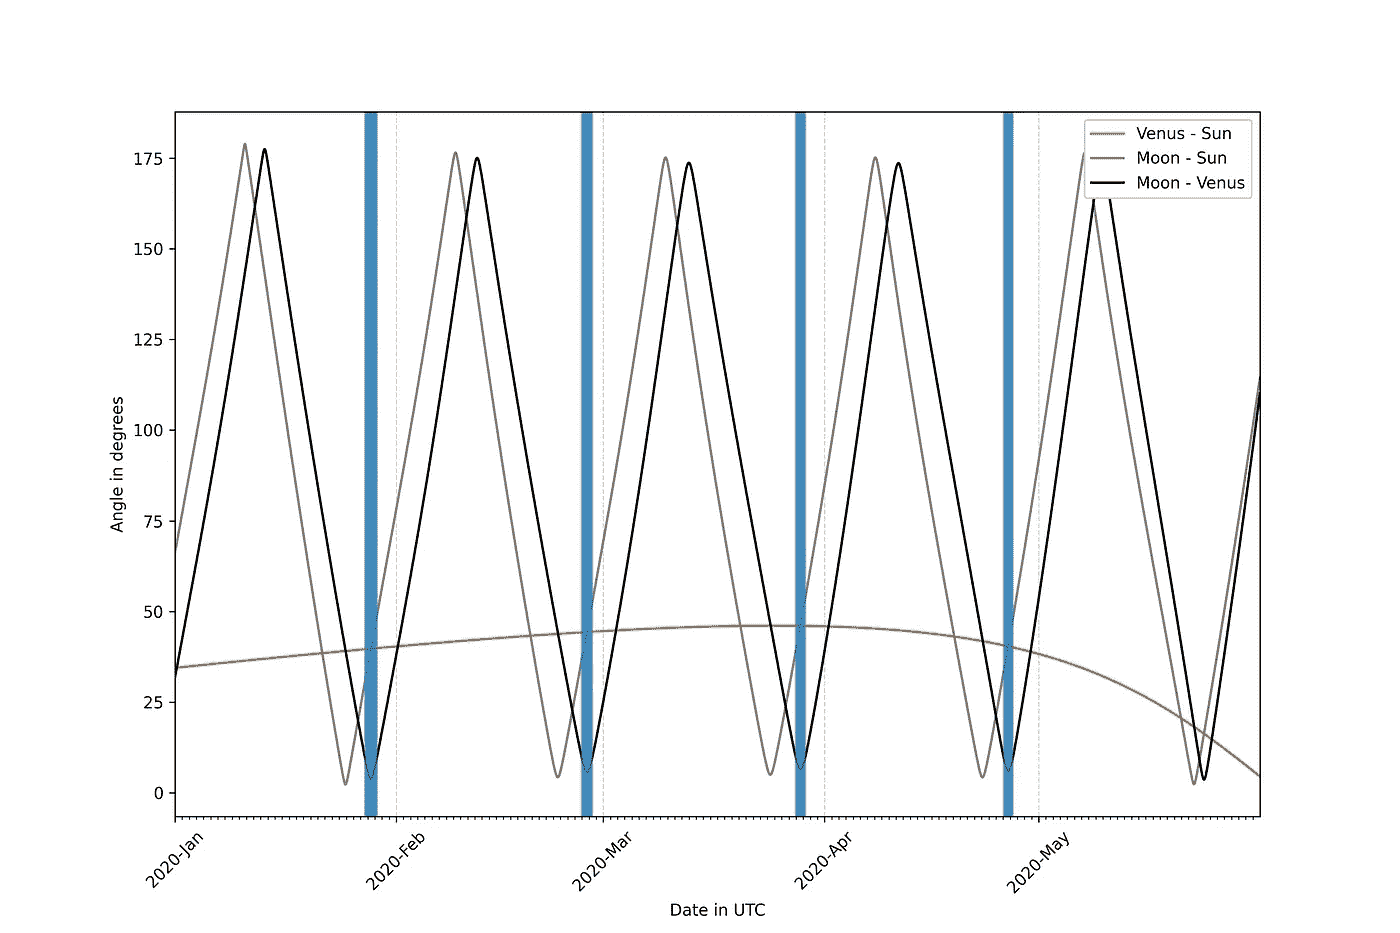 Venus - Sun
Moon - Sun
Moon - Venus
175
150
125
100
75
50
25
0
Angle in degrees
2020-Jan
2020-Feb
2020-Mar
2020-Apr
2020-May
Date in UTC